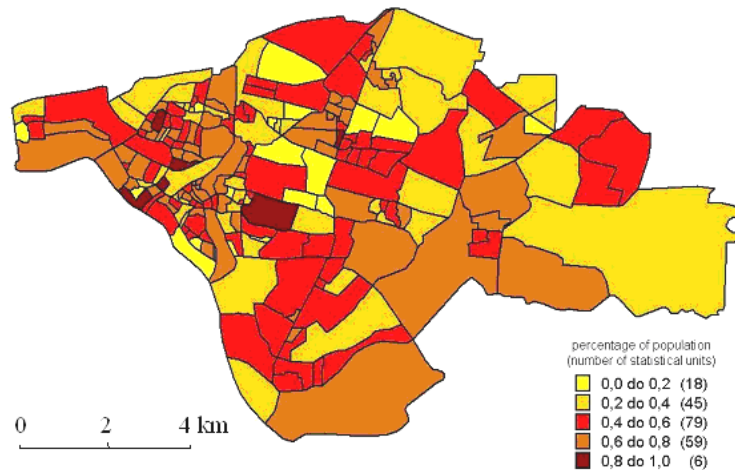 percentage of population
(number of statistical units)
0,0 do 0,2 (18)
0,2 do 0,4 (45)
0,4 do 0,6 (79)
0,6 do 0,8 (59)
0,8 do 1,0 (6)
0 2 4 km